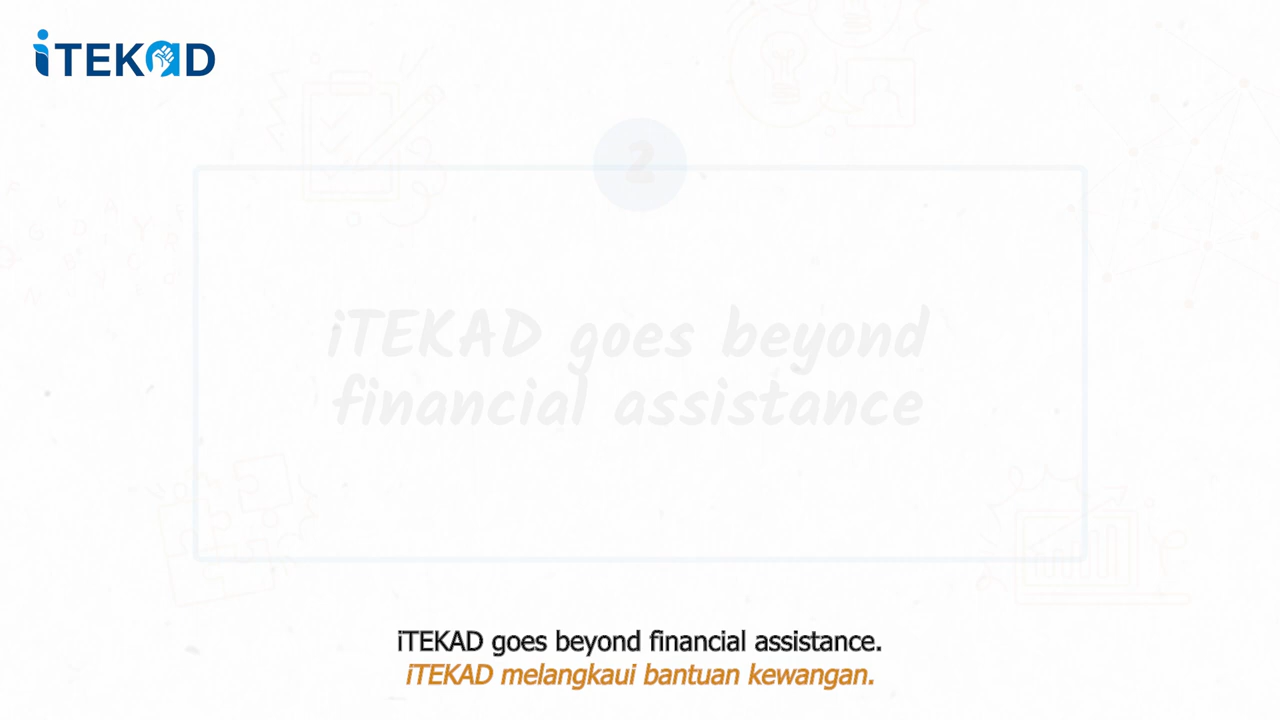 iTEKAD
2
iTEKAD goes beyond
financial assistance
iTEKAD goes beyond financial assistance.
iTEKAD melangkaui bantuan kewangan.